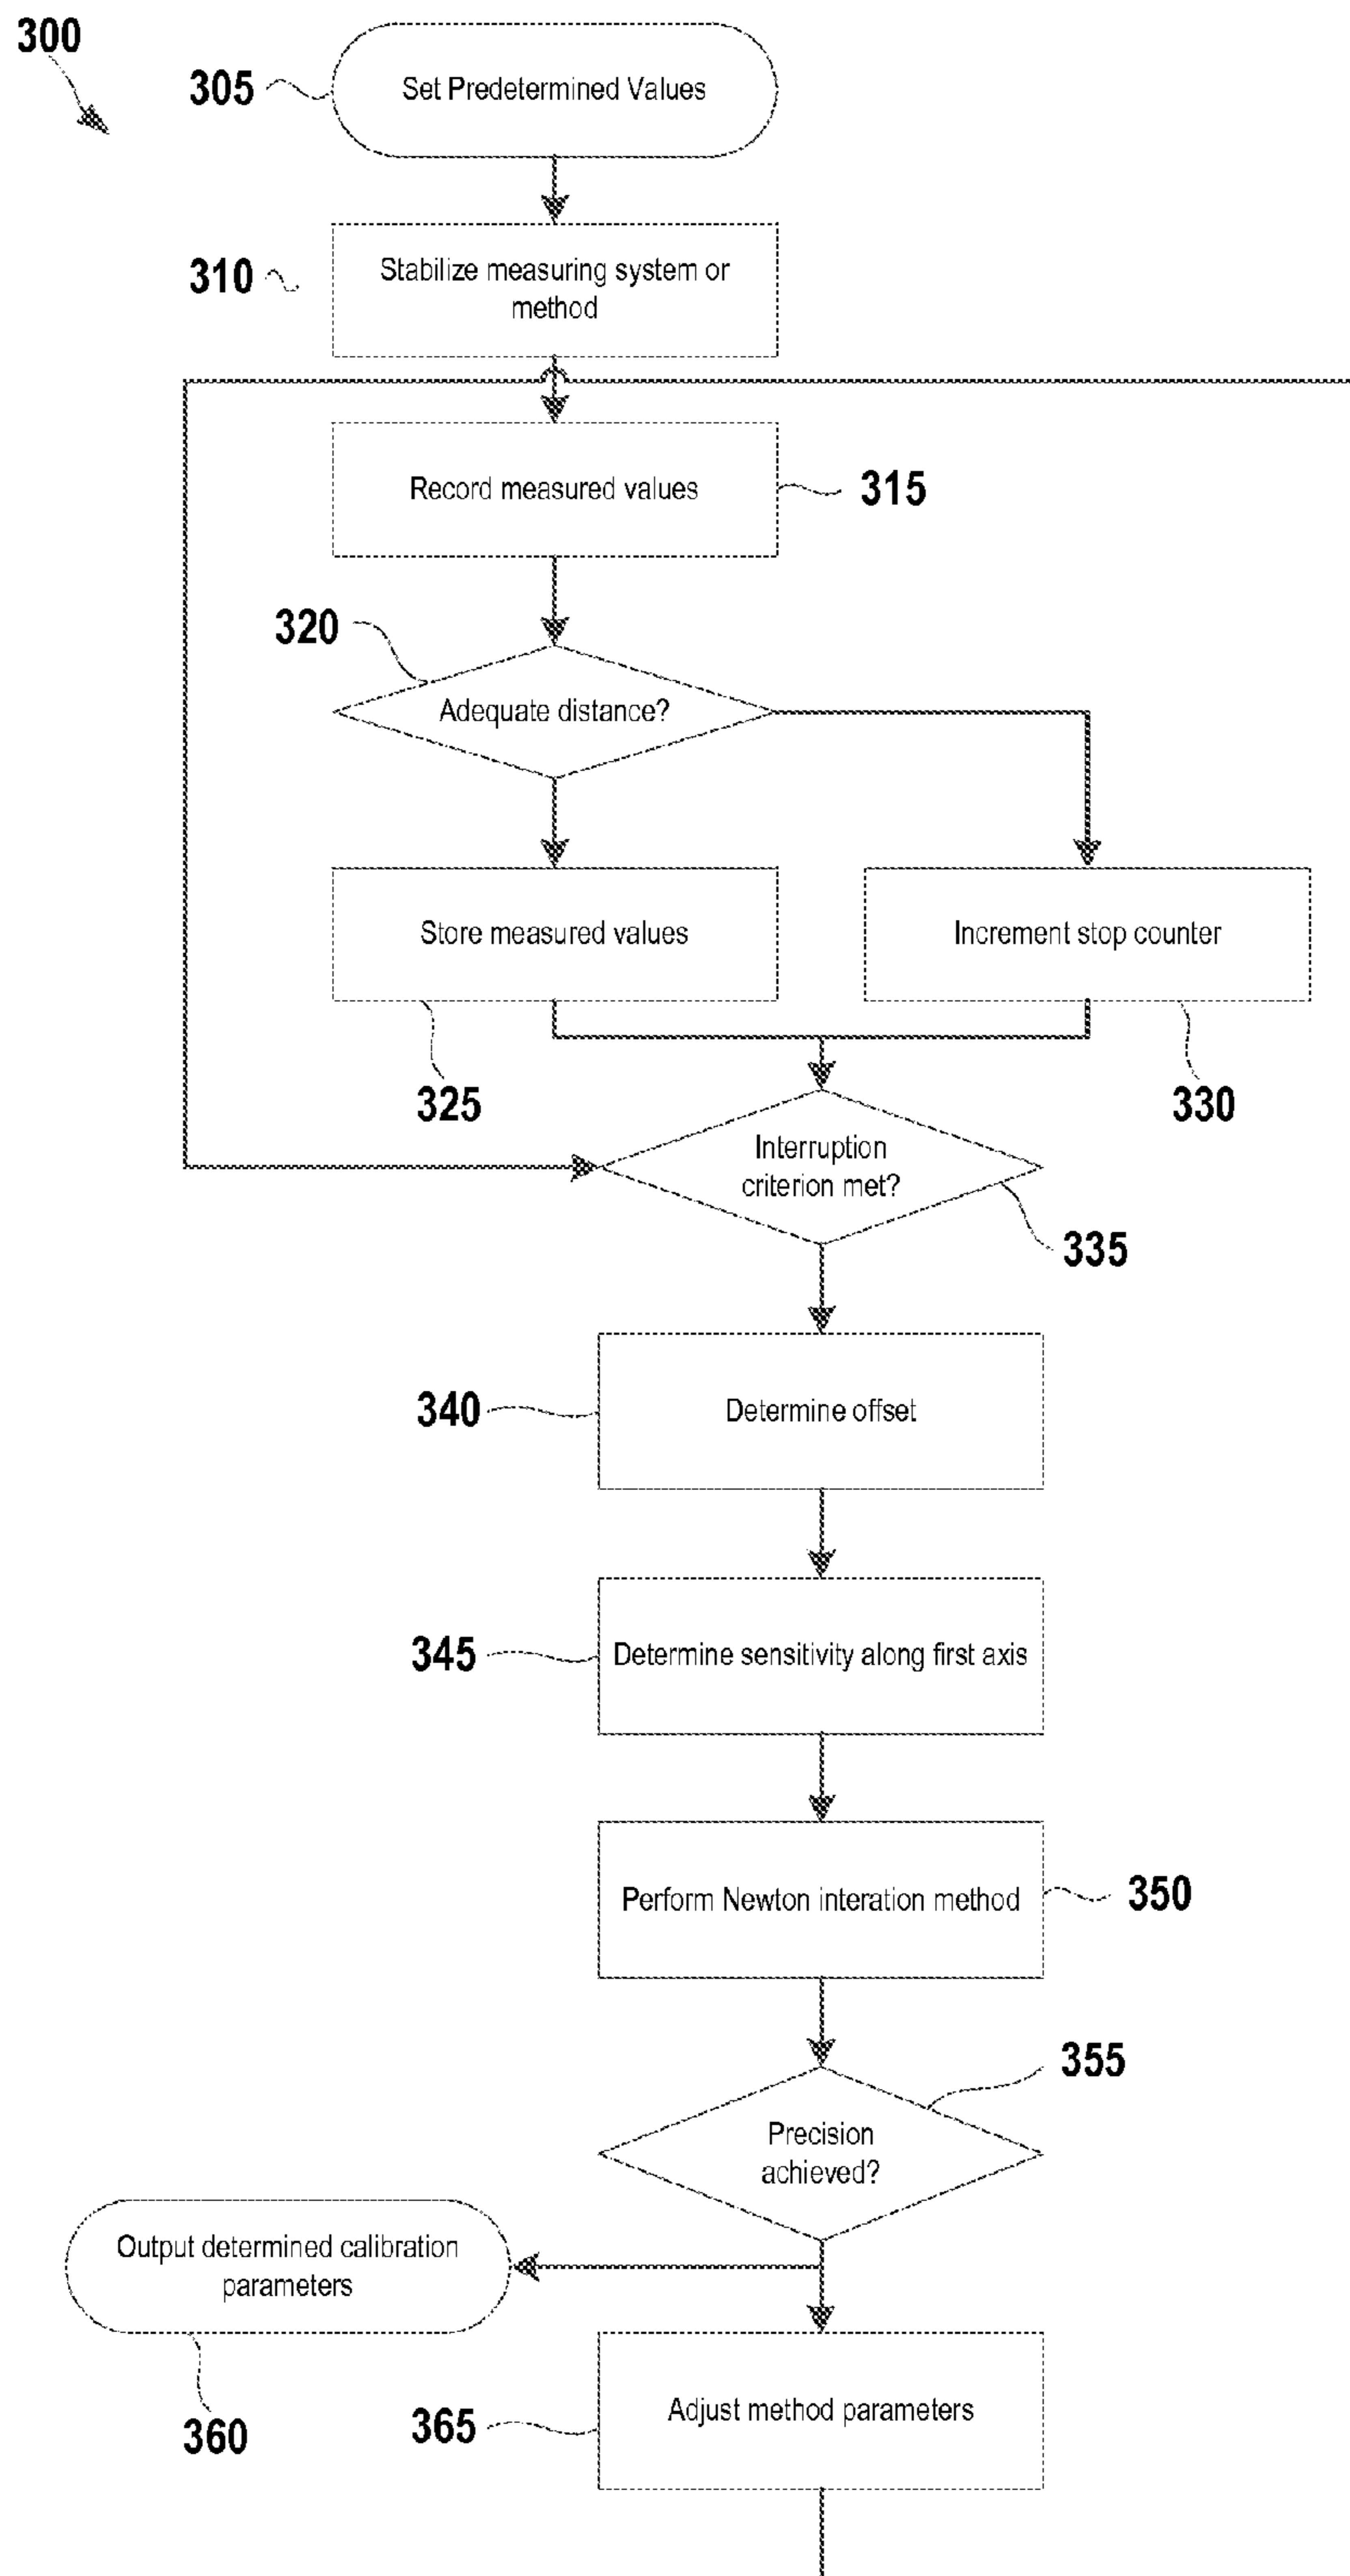 300
305
Set Predetermined Values
310
Stabilize measuring system or
method
Record measured values
315
320
Adequate distance?
Store measured values
Increment stop counter
325
330
Interruption
criterion met?
335
340
Determine offset
345
Determine sensitivity along first axis
Perform Newton interation method
350
355
Precision
achieved?
Output determined calibration
parameters
360
365
Adjust method parameters